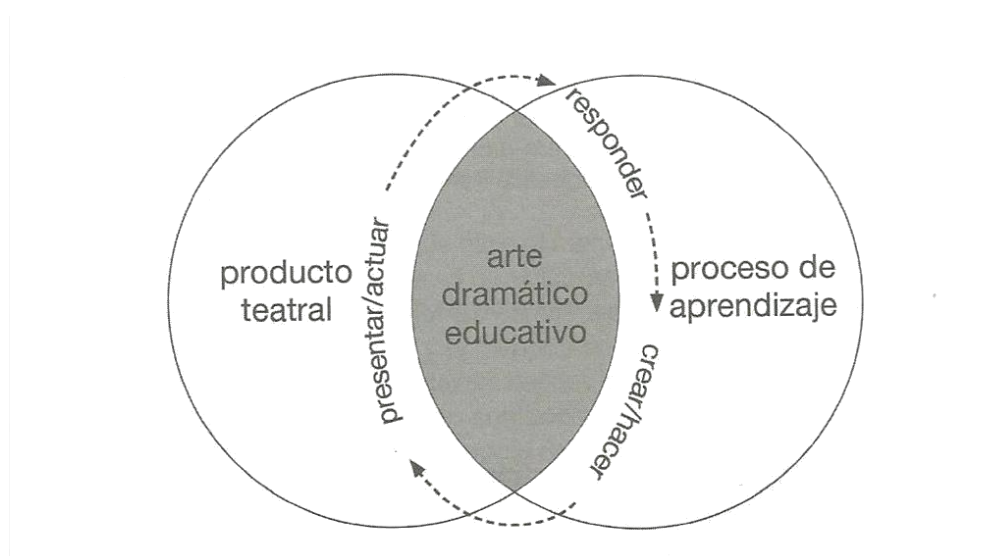 producto
teatral
presentar/actuar
arte
dramático
educativo
responder
proceso de
aprendizaje
crear/hacer